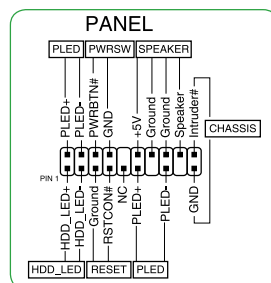 PANEL
PLED PWRSW SPEAKER
PLED+
PLED-
PWRBTN#
GND
+5V
Ground
Ground
Speaker
Intruder#
CHASSIS
PIN 1
HDD_LED+
HDD_LED-
Ground
RSTCON#
NC
PLED+
PLED-
GND
HDD_LED RESET PLED